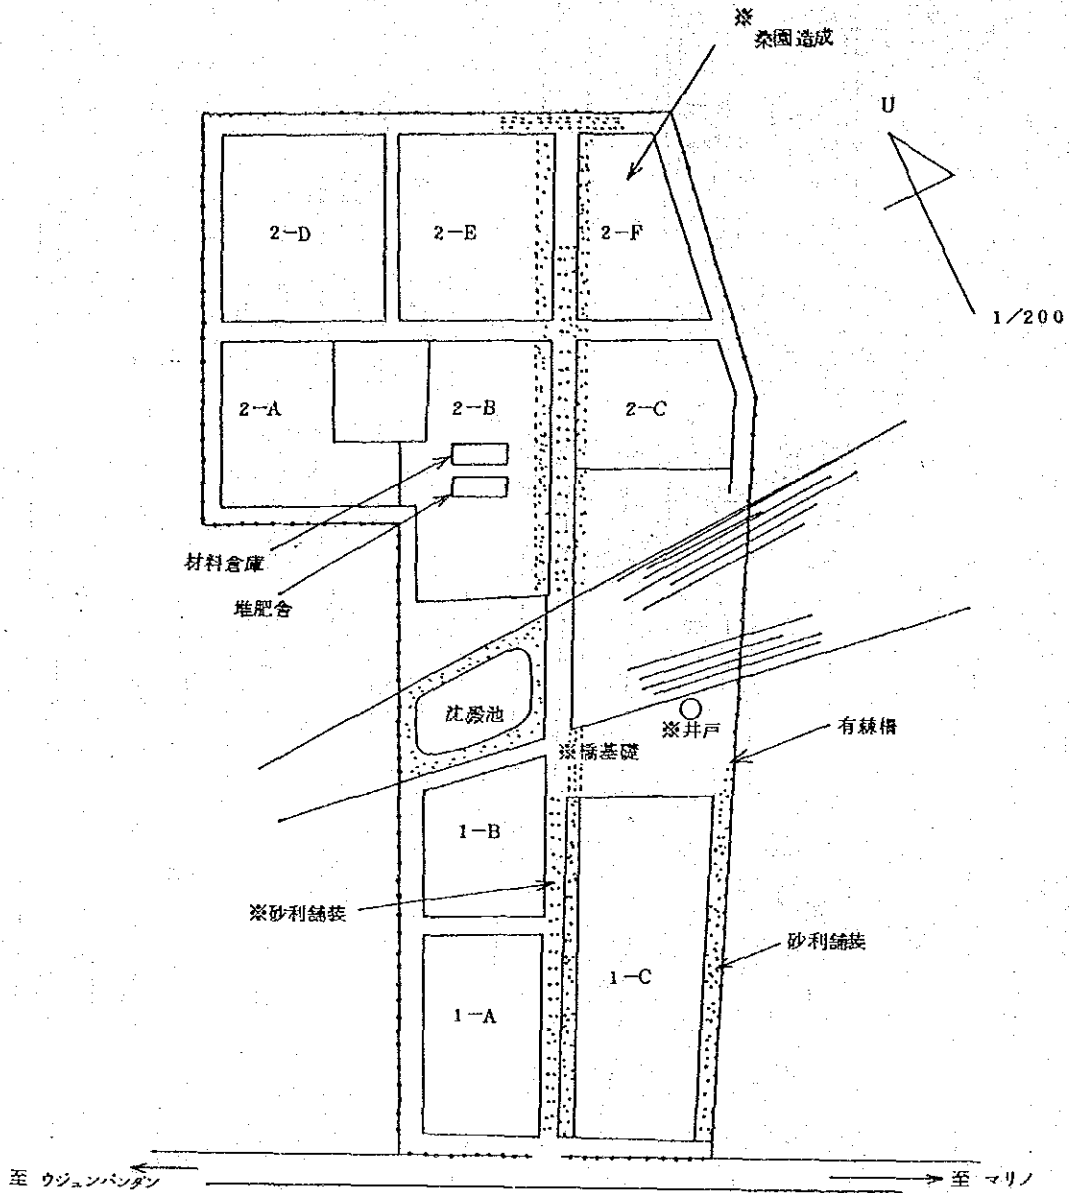 ※
桑園造成
U
1/200
2-D
2-E
2-F
2-A
2-B
2-C
材料倉庫
堆肥舎
沈澱池
※井戸
有棘柵
※橋基礎
1-B
※砂利舗装
砂利舗装
1-C
1-A
至 ウジュンパンダン
至 マリノ